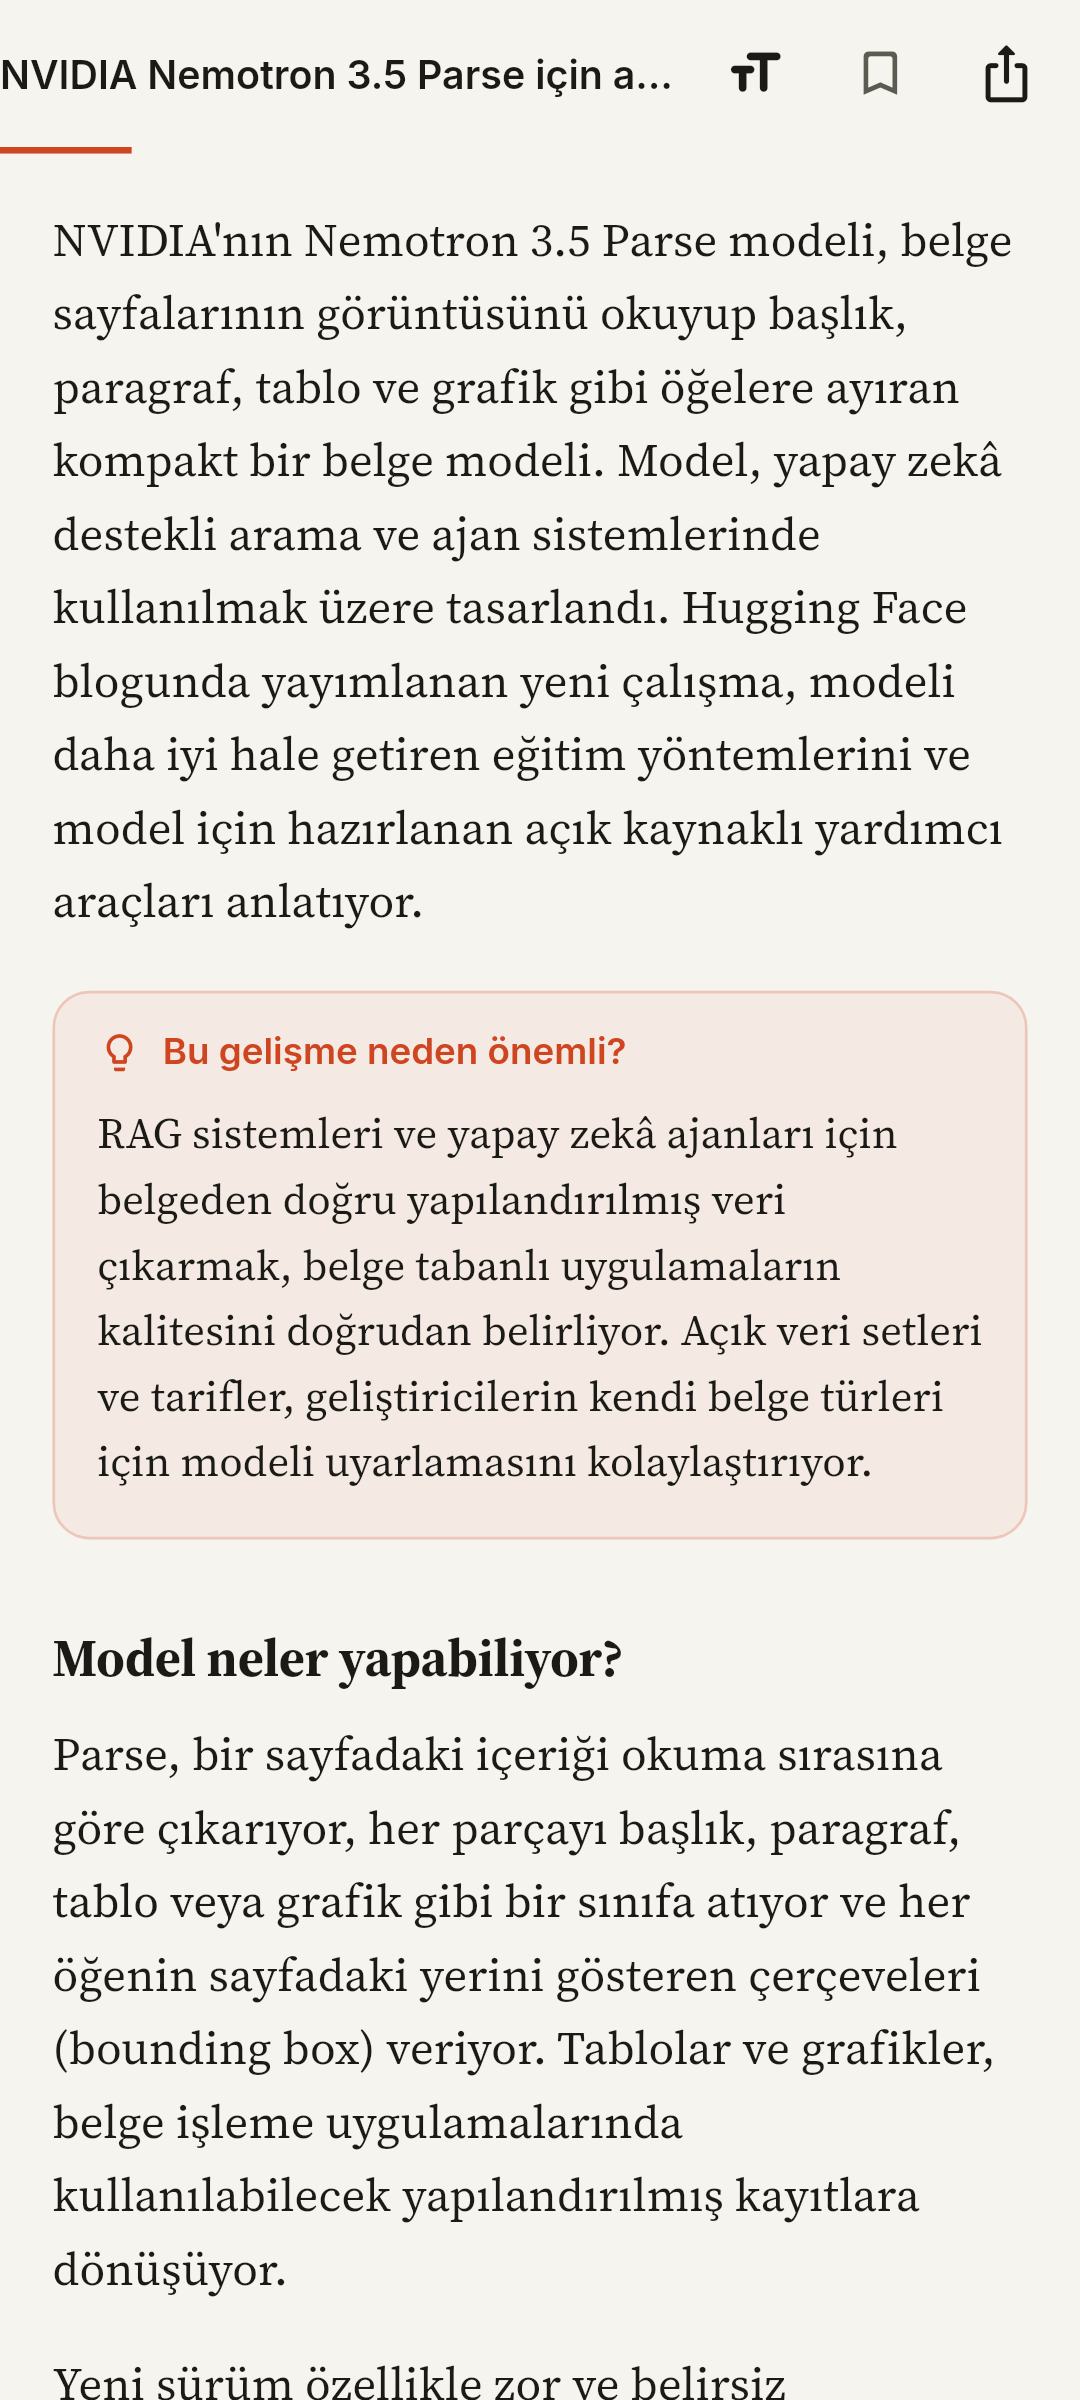 NVIDIA Nemotron 3.5 Parse için a...
NVIDIA'nın Nemotron 3.5 Parse modeli, belge
sayfalarının görüntüsünü okuyup başlık,
paragraf, tablo ve grafik gibi öğelere ayıran
kompakt bir belge modeli. Model, yapay zekâ
destekli arama ve ajan sistemlerinde
kullanılmak üzere tasarlandı. Hugging Face
blogunda yayımlanan yeni çalışma, modeli
daha iyi hale getiren eğitim yöntemlerini ve
model için hazırlanan açık kaynaklı yardımcı
araçları anlatıyor.
Bu gelişme neden önemli?
RAG sistemleri ve yapay zekâ ajanları için
belgeden doğru yapılandırılmış veri
çıkarmak, belge tabanlı uygulamaların
kalitesini doğrudan belirliyor. Açık veri setleri
ve tarifler, geliştiricilerin kendi belge türleri
için modeli uyarlamasını kolaylaştırıyor.
Model neler yapabiliyor?
Parse, bir sayfadaki içeriği okuma sırasına
göre çıkarıyor, her parçayı başlık, paragraf,
tablo veya grafik gibi bir sınıfa atıyor ve her
öğenin sayfadaki yerini gösteren çerçeveleri
(bounding box) veriyor. Tablolar ve grafikler,
belge işleme uygulamalarında
kullanılabilecek yapılandırılmış kayıtlara
dönüşüyor.
Yeni sürüm özellikle zor ve belirsiz